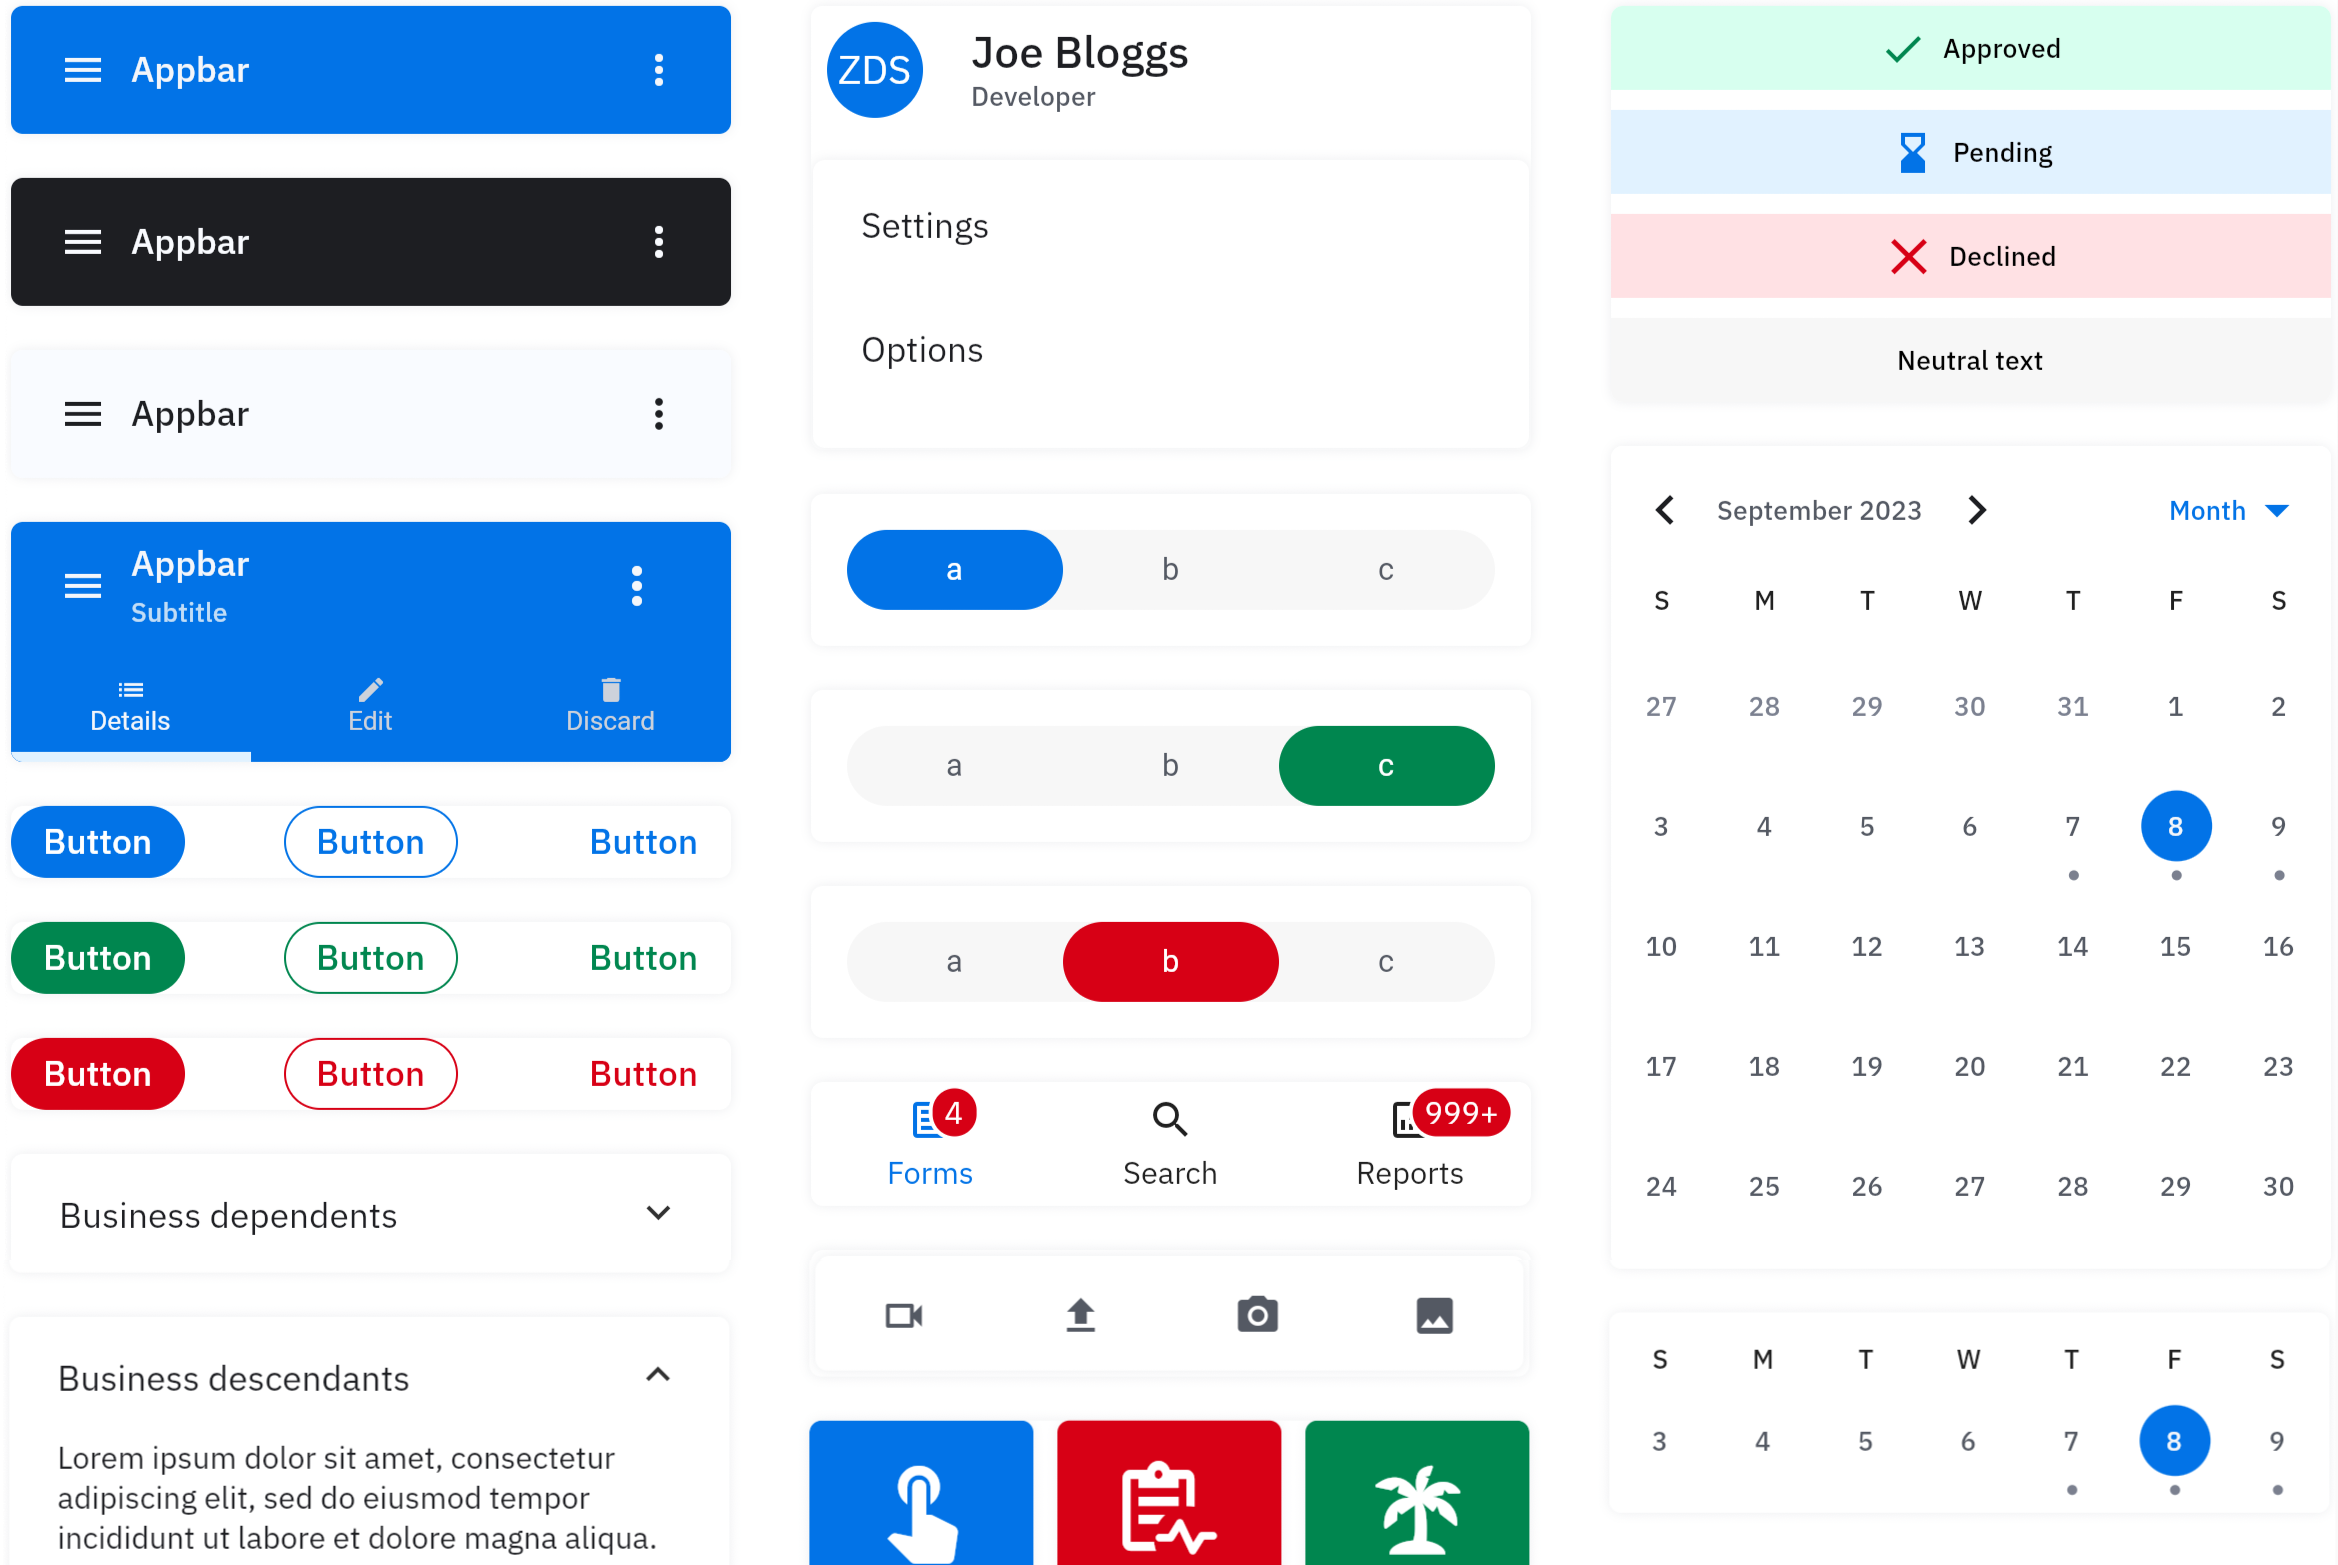 Appbar
Appbar
Appbar
Appbar
Subtitle
Details Edit Discard
Button Button Button
Button Button Button
Button Button Button
Business dependents
Business descendants
Lorem ipsum dolor sit amet, consectetur
adipiscing elit, sed do eiusmod tempor
incididunt ut labore et dolore magna aliqua.
ZDS
Joe Bloggs
Developer
Settings
Options
a b c
a b c
a b c
4 999+
Forms Search Reports
Approved
Pending
Declined
Neutral text
September 2023 Month
S M T W T F S
27 28 29 30 31 1 2
3 4 5 6 7 8 9
10 11 12 13 14 15 16
17 18 19 20 21 22 23
24 25 26 27 28 29 30
S M T W T F S
3 4 5 6 7 8 9